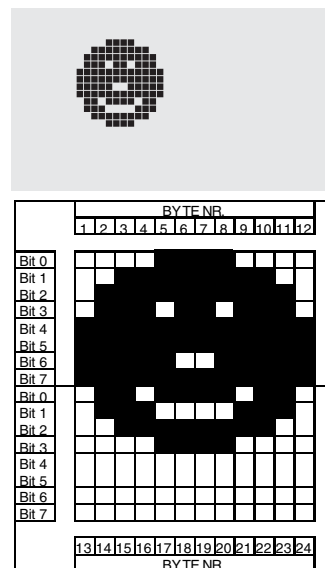 BYTE NR.
1 2 3 4 5 6 7 8 9 10 11 12
Bit 0
Bit 1
Bit 2
Bit 3
Bit 4
Bit 5
Bit 6
Bit 7
Bit 0
Bit 1
Bit 2
Bit 3
Bit 4
Bit 5
Bit 6
Bit 7
13 14 15 16 17 18 19 20 21 22 23 24
BYTE NR